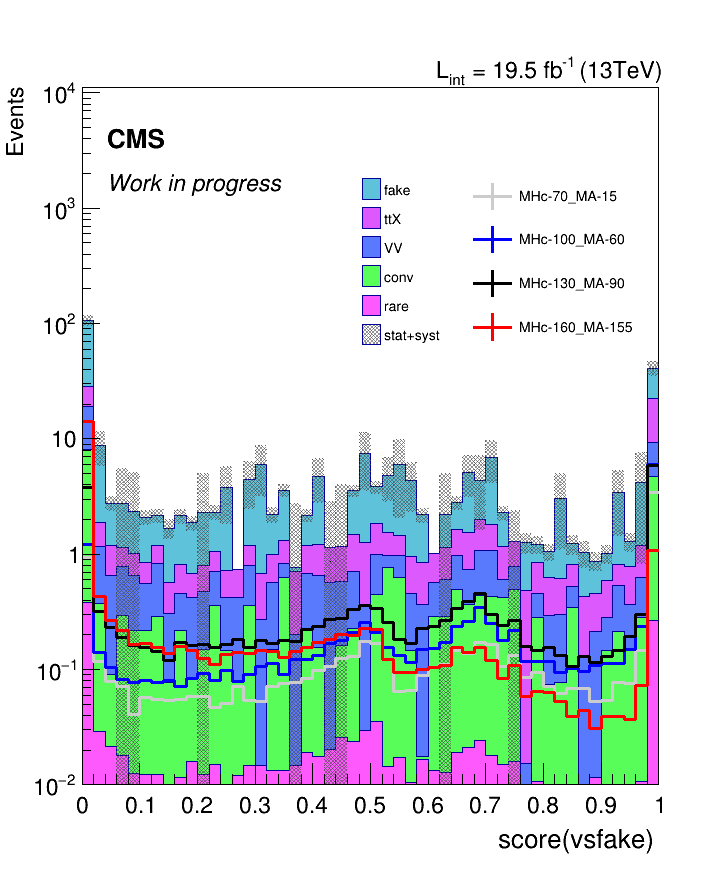 L_int = 19.5 fb^-1 (13TeV)
Events
10^4
10^3
10^2
10
1
10^−1
10^−2
CMS
Work in progress
fake
ttX
VV
conv
rare
stat+syst
MHc-70_MA-15
MHc-100_MA-60
MHc-130_MA-90
MHc-160_MA-155
0 0.1 0.2 0.3 0.4 0.5 0.6 0.7 0.8 0.9 1
score(vsfake)